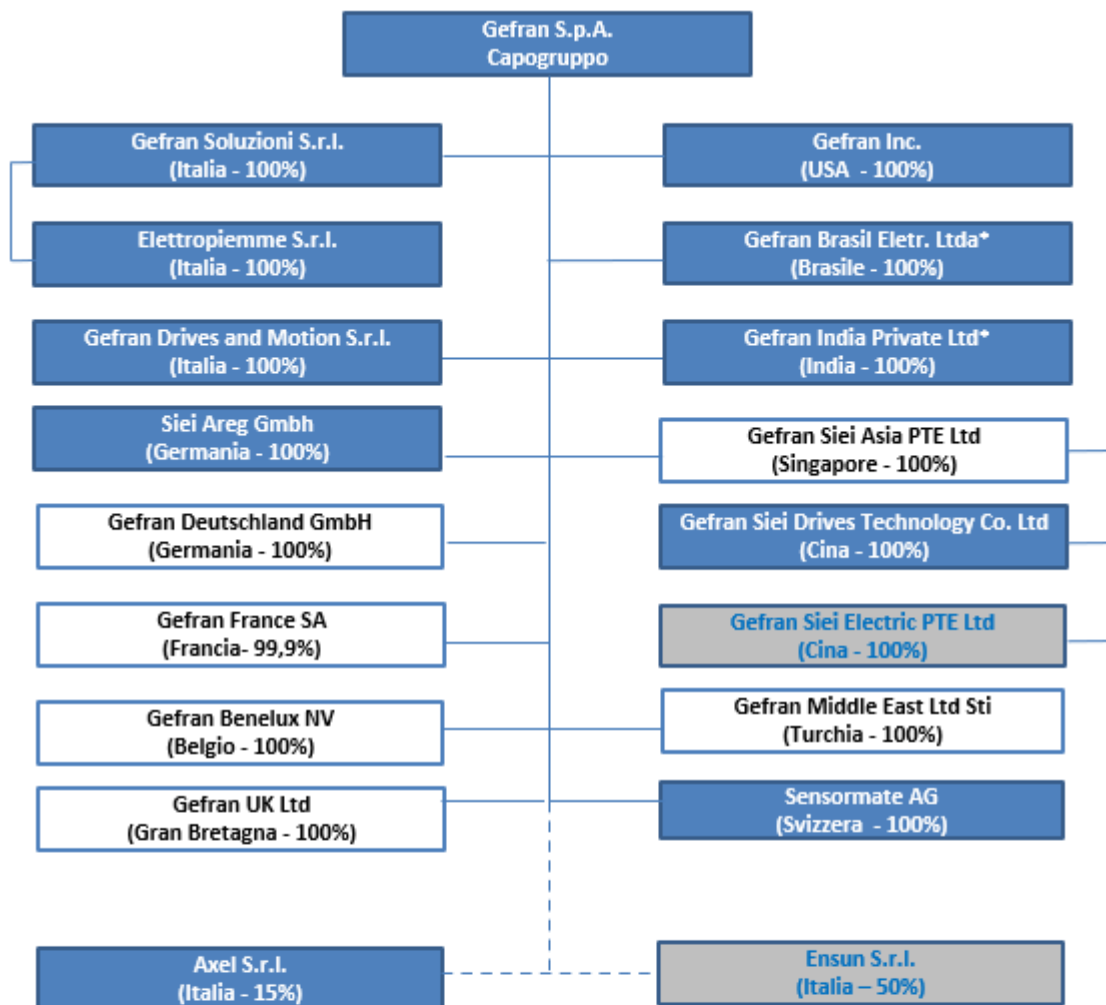 Gefran S.p.A.
Capogruppo
Gefran Soluzioni S.r.l.
(Italia - 100%)
Gefran Inc.
(USA - 100%)
Elettropiemme S.r.l.
(Italia - 100%)
Gefran Brasil Eletr. Ltda*
(Brasile - 100%)
Gefran Drives and Motion S.r.l.
(Italia - 100%)
Gefran India Private Ltd*
(India - 100%)
Siei Areg Gmbh
(Germania - 100%)
Gefran Siei Asia PTE Ltd
(Singapore - 100%)
Gefran Deutschland GmbH
(Germania - 100%)
Gefran Siei Drives Technology Co. Ltd
(Cina - 100%)
Gefran France SA
(Francia- 99,9%)
Gefran Siei Electric PTE Ltd
(Cina - 100%)
Gefran Benelux NV
(Belgio - 100%)
Gefran Middle East Ltd Sti
(Turchia - 100%)
Gefran UK Ltd
(Gran Bretagna - 100%)
Sensormate AG
(Svizzera - 100%)
Axel S.r.l.
(Italia - 15%)
Ensun S.r.l.
(Italia – 50%)